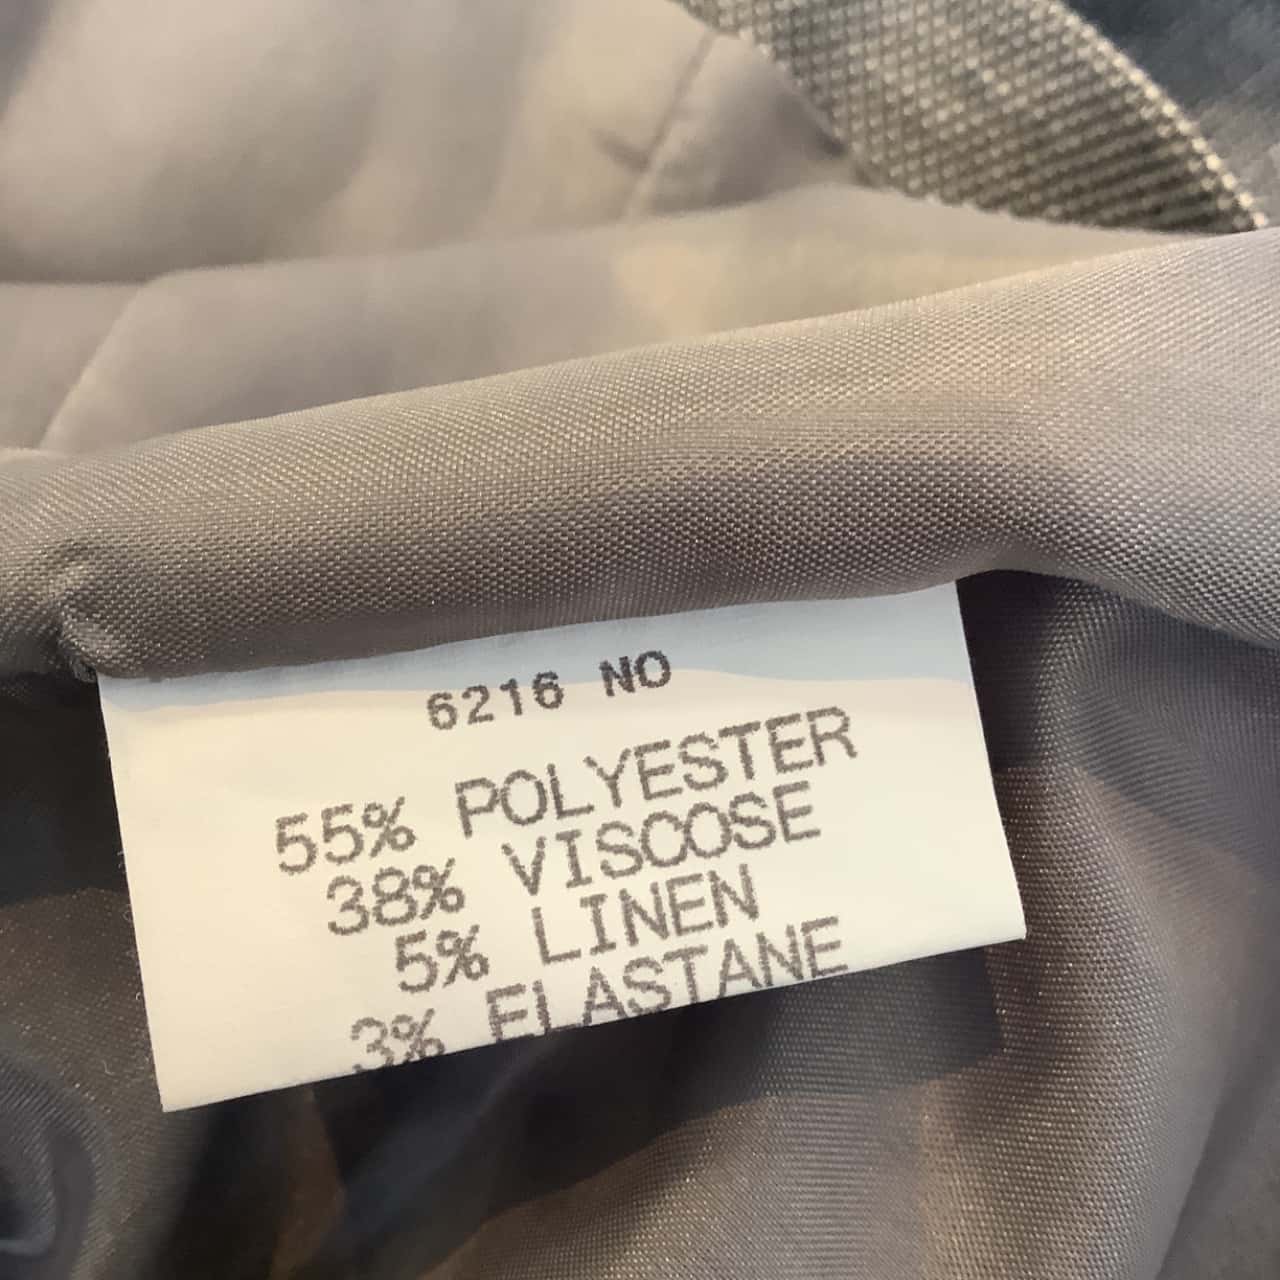 6216 NO
55% POLYESTER
38% VISCOSE
5% LINEN
3% ELASTANE